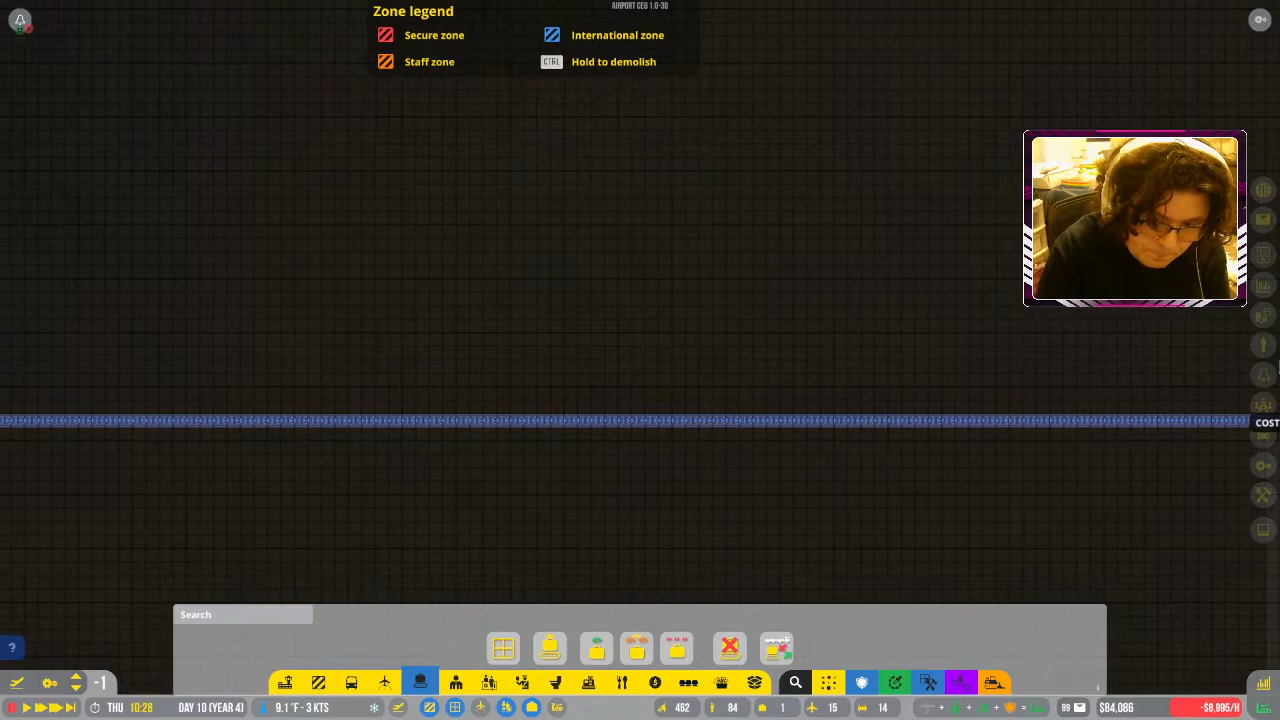 AIRPORT CEO 1.0-30
Zone legend
Secure zone
International zone
Staff zone
CTRL
Hold to demolish
COST
Search
?
-1
THU 10:28
DAY 10 (YEAR 4)
9.1 °F - 3 KTS
482
84
1
15
14
99
$84,086
-$8,995/H